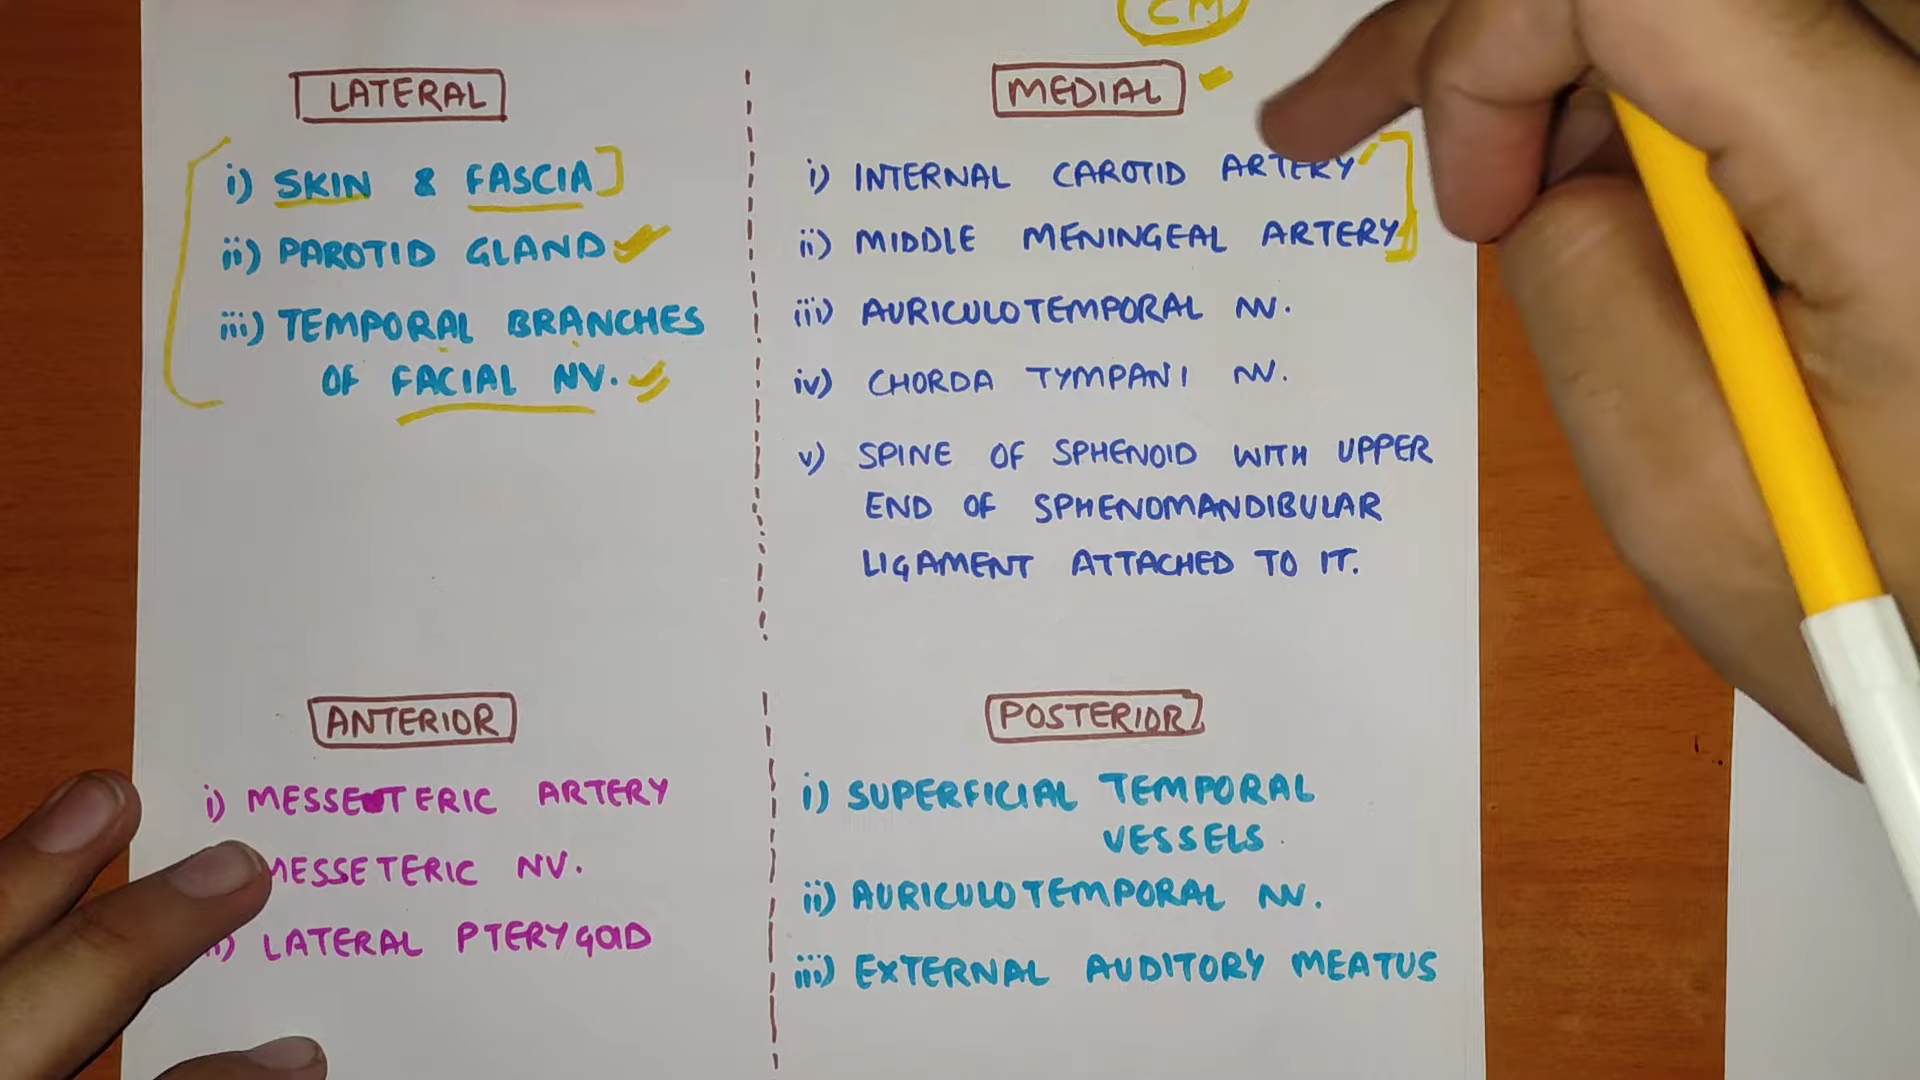 CM
LATERAL
i) SKIN & FASCIA
ii) PAROTID GLAND
iii) TEMPORAL BRANCHES
OF FACIAL NV.
MEDIAL
i) INTERNAL CAROTID ARTERY
ii) MIDDLE MENINGEAL ARTERY
iii) AURICULOTEMPORAL NV.
iv) CHORDA TYMPANI NV.
v) SPINE OF SPHENOID WITH UPPER
END OF SPHENOMANDIBULAR
LIGAMENT ATTACHED TO IT.
ANTERIOR
i) MESSETERIC ARTERY
MESSETERIC NV.
LATERAL PTERYGOID
POSTERIOR
i) SUPERFICIAL TEMPORAL
VESSELS.
ii) AURICULOTEMPORAL NV.
iii) EXTERNAL AUDITORY MEATUS